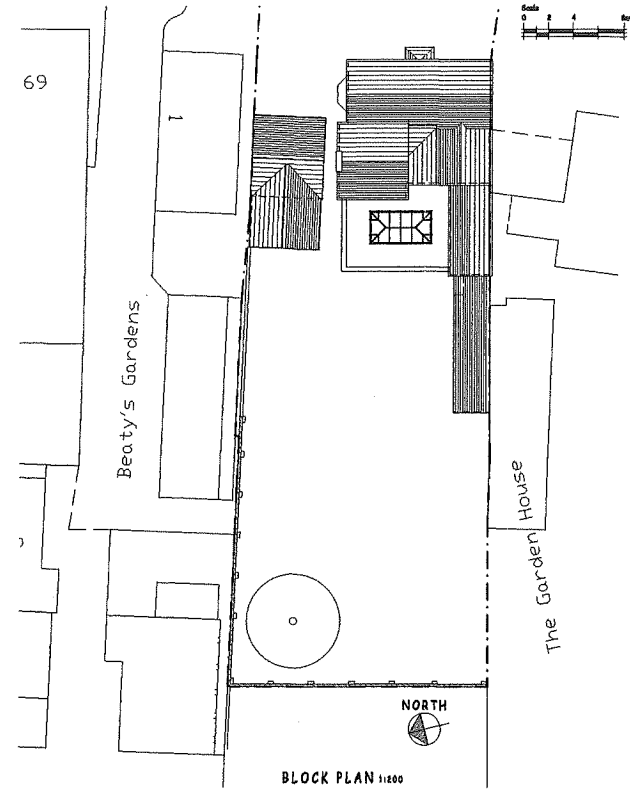 Scale
0 2 4
69
1
Beaty's Gardens
The Garden House
NORTH
BLOCK PLAN 1:200